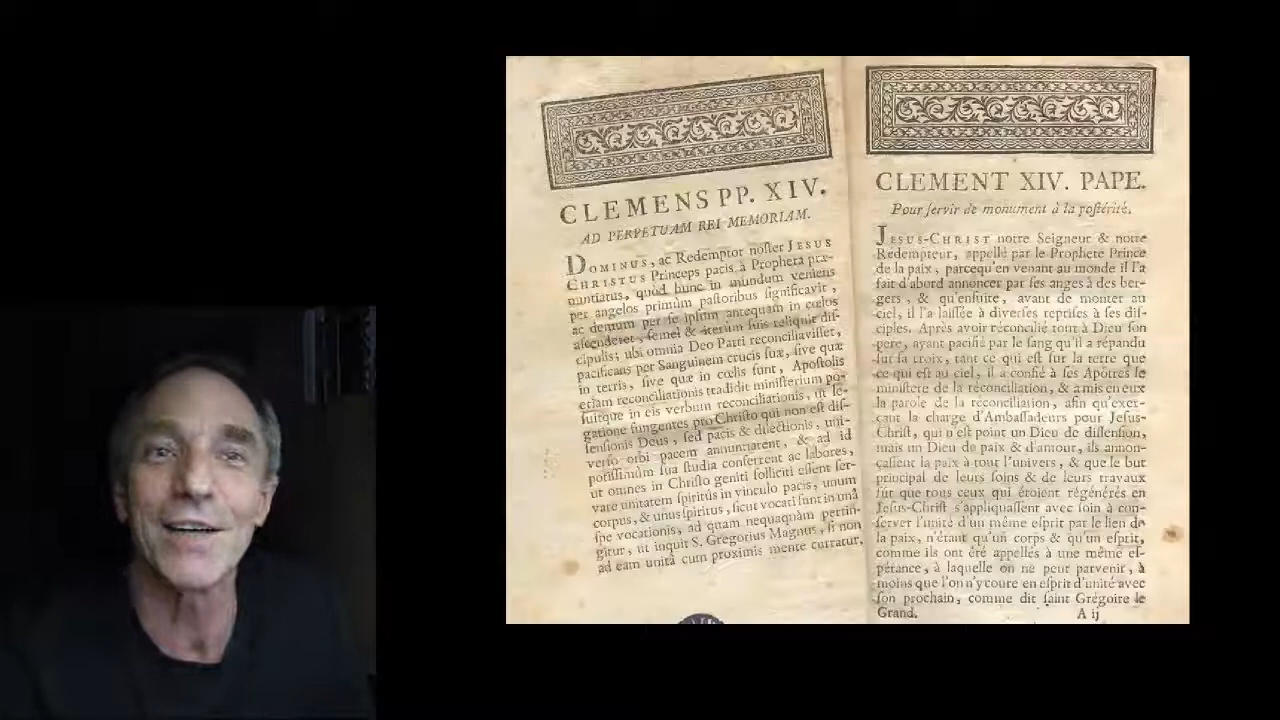 CLEMENS PP. XIV.
AD PERPETUAM REI MEMORIAM.
DOMINUS, ac Redemptor noſter JESUS
CHRISTUS Princeps pacis à Propheta præ-
nuntiatus, quòd hunc in mundum veniens
per angelos primùm paſtoribus ſignificavit,
ac demum per ſe ipſum antequam in cœlos
aſcenderet, ſemel & iterum ſuis reliquit diſ-
cipulis; ubi omnia Deo Patri reconciliaviſſet,
pacificans per Sanguinem crucis ſuæ, ſive quæ
in terris, ſive quæ in cœlis ſunt, Apoſtolis
etiam reconciliationis tradidit miniſterium po-
ſuitque in eis verbum reconciliationis, ut le-
gatione fungentes pro Chriſto qui non eſt diſ-
ſenſionis Deus, ſed pacis & dilectionis, uni-
verſo orbi pacem annuntiarent, & ad id
potiſſimùm ſua ſtudia conferrent ac labores,
ut omnes in Chriſto geniti ſolliciti eſſent ſer-
vare unitatem ſpiritûs in vinculo pacis, unum
corpus, & unus ſpiritus, ſicut vocati ſunt in unâ
ſpe vocationis, ad quam nequaquàm pertin-
gitur, ut inquit S. Gregorius Magnus, ſi non
ad eam unitâ cum proximis mente curratur.
CLEMENT XIV. PAPE.
Pour ſervir de monument à la poſtérité.
JESUS-CHRIST notre Seigneur & notre
Rédempteur, appellé par le Prophete Prince
de la paix, parcequ'en venant au monde il l'a
fait d'abord annoncer par ſes anges à des ber-
gers, & qu'enſuite, avant de monter au
ciel, il l'a laiſſée à diverſes repriſes à ſes diſ-
ciples. Après avoir réconcilié tout à Dieu ſon
pere, ayant pacifié par le ſang qu'il a répandu
ſur ſa croix, tant ce qui eſt ſur la terre que
ce qui eſt au ciel, il a confié à ſes Apôtres le
miniſtere de la réconciliation, & a mis en eux
la parole de la réconciliation, afin qu'exer-
çant la charge d'Ambaſſadeurs pour Jeſus-
Chriſt, qui n'eſt point un Dieu de diſſenſion,
mais un Dieu de paix & d'amour, ils annon-
çaſſent la paix à tout l'univers, & que le but
principal de leurs ſoins & de leurs travaux
fût que tous ceux qui étoient régénérés en
Jeſus-Chriſt s'appliquaſſent avec ſoin à con-
ſerver l'unité d'un même eſprit par le lien de
la paix, n'étant qu'un corps & qu'un eſprit,
comme ils ont été appellés à une même eſ-
pérance, à laquelle on ne peut parvenir, à
moins que l'on n'y coure en eſprit d'unité avec
ſon prochain, comme dit ſaint Grégoire le
Grand.
A ij